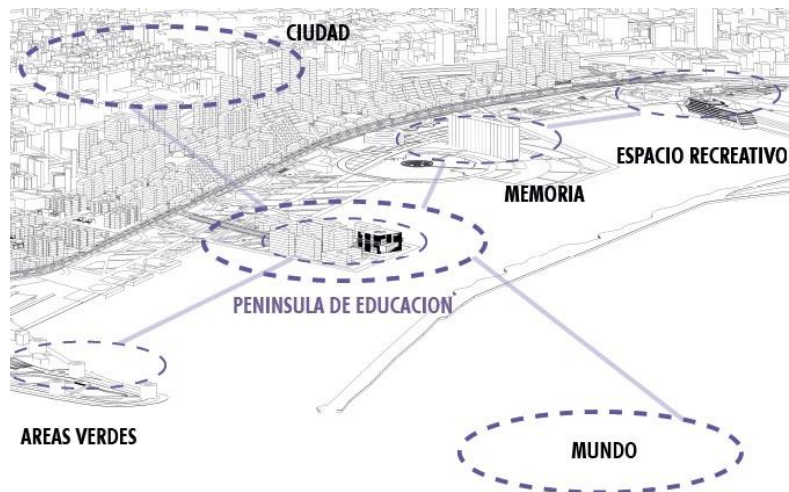 CIUDAD
ESPACIO RECREATIVO
MEMORIA
PENINSULA DE EDUCACION
AREAS VERDES
MUNDO